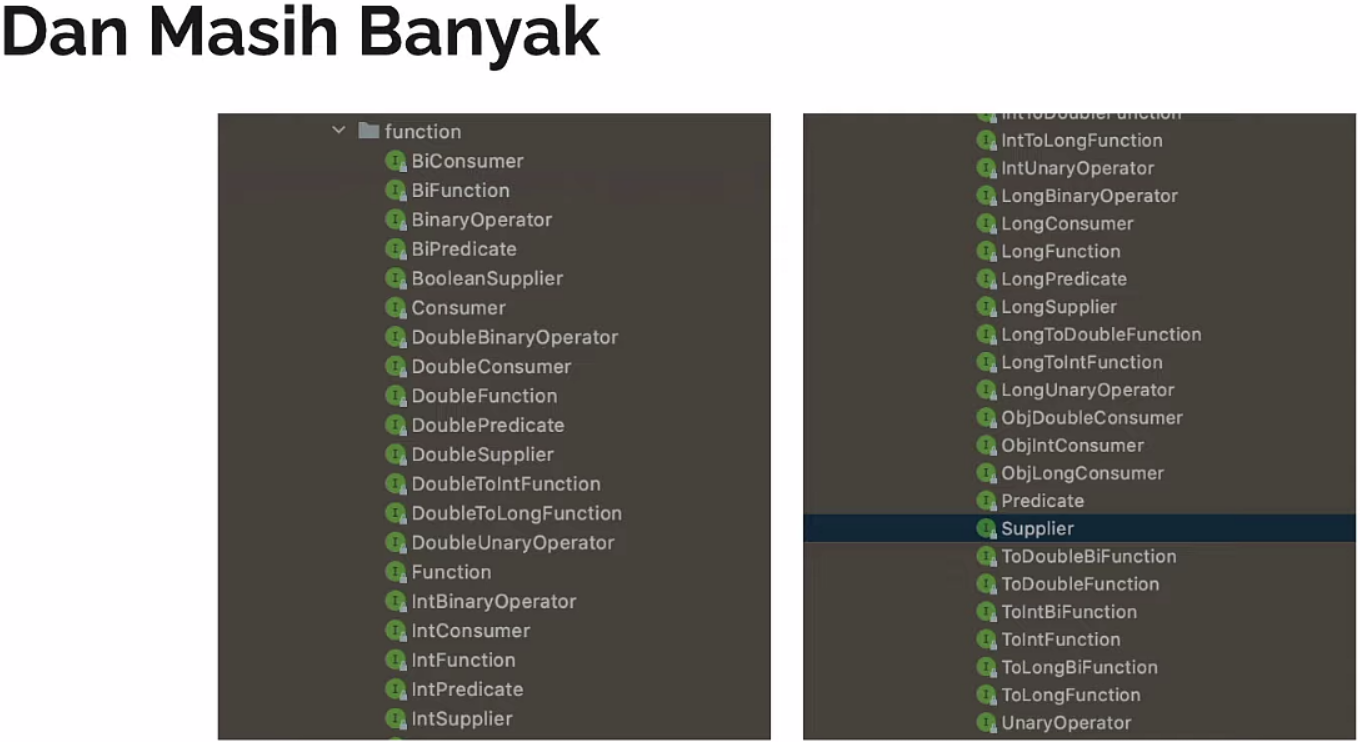 Dan Masih Banyak
function
BiConsumer
BiFunction
BinaryOperator
BiPredicate
BooleanSupplier
Consumer
DoubleBinaryOperator
DoubleConsumer
DoubleFunction
DoublePredicate
DoubleSupplier
DoubleToIntFunction
DoubleToLongFunction
DoubleUnaryOperator
Function
IntBinaryOperator
IntConsumer
IntFunction
IntPredicate
IntSupplier
IntToDoubleFunction
IntToLongFunction
IntUnaryOperator
LongBinaryOperator
LongConsumer
LongFunction
LongPredicate
LongSupplier
LongToDoubleFunction
LongToIntFunction
LongUnaryOperator
ObjDoubleConsumer
ObjIntConsumer
ObjLongConsumer
Predicate
Supplier
ToDoubleBiFunction
ToDoubleFunction
ToIntBiFunction
ToIntFunction
ToLongBiFunction
ToLongFunction
UnaryOperator